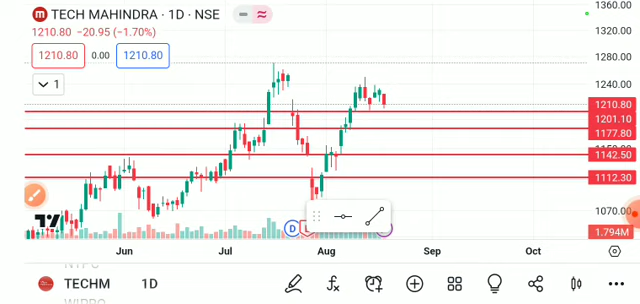 TECH MAHINDRA · 1D · NSE
1210.80 −20.95 (−1.70%)
1210.80 0.00 1210.80
1
1360.00
1320.00
1280.00
1240.00
1210.80
1201.10
1177.80
1142.50
1112.30
1070.00
1.794M
D
Jun Jul Aug Sep Oct
TECHM 1D
WIPRO